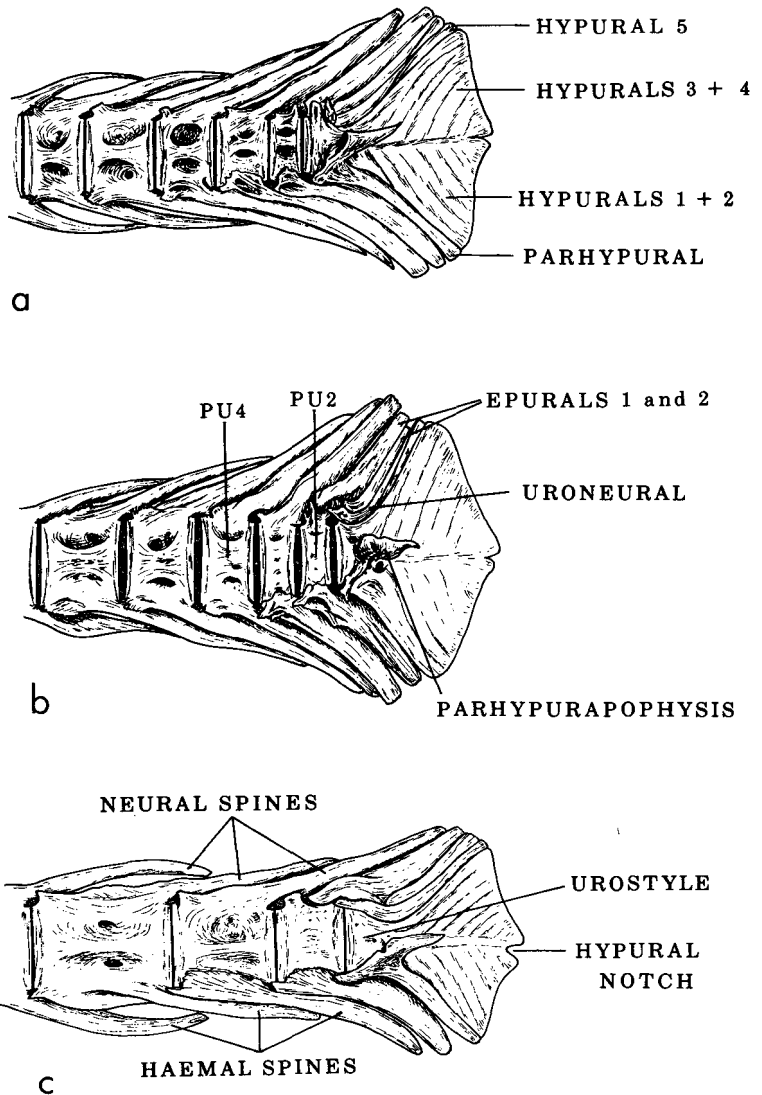 HYPURAL 5
HYPURALS 3 + 4
HYPURALS 1 + 2
PARHYPURAL
a
PU4
PU2
EPURALS 1 and 2
URONEURAL
PARHYPURAPOPHYSIS
b
NEURAL SPINES
UROSTYLE
HYPURAL
NOTCH
HAEMAL SPINES
c